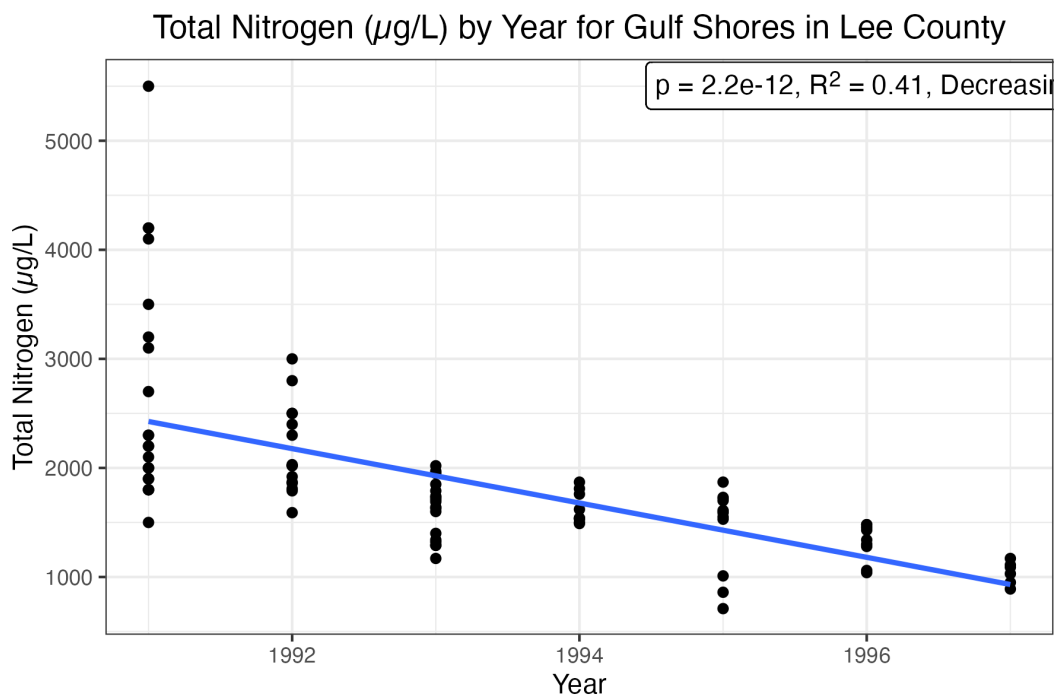 Total Nitrogen (µg/L) by Year for Gulf Shores in Lee County
p = 2.2e-12, R² = 0.41, Decreasin
Total Nitrogen (µg/L)
5000
4000
3000
2000
1000
1992 1994 1996
Year